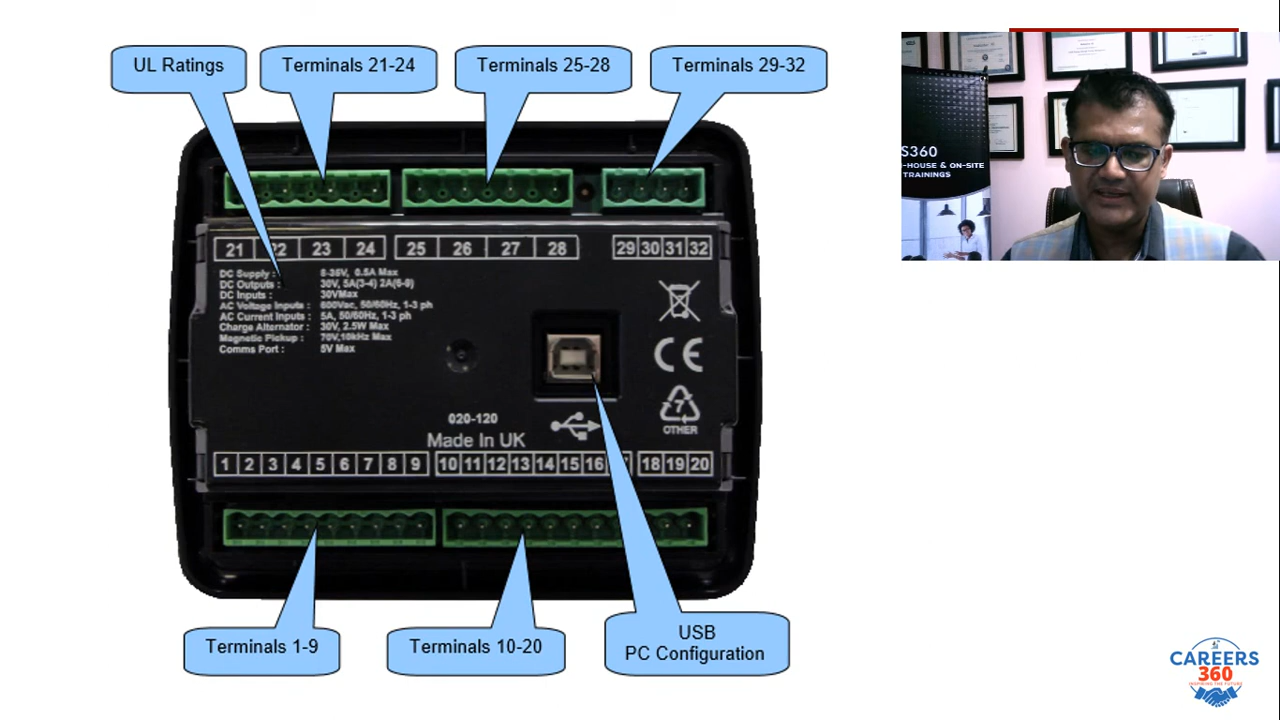 UL Ratings
Terminals 21-24
Terminals 25-28
Terminals 29-32
21 22 23 24 25 26 27 28 29 30 31 32
DC Supply : 8-35V, 0.5A Max
DC Outputs : 30V, 5A(3-4) 2A(6-9)
DC Inputs : 30VMax
AC Voltage Inputs : 600Vac, 50/60Hz, 1-3 ph
AC Current Inputs : 5A, 50/60Hz, 1-3 ph
Charge Alternator : 30V, 2.5W Max
Magnetic Pickup : 70V,10kHz Max
Comms Port : 5V Max
CE
7
OTHER
020-120
Made In UK
1 2 3 4 5 6 7 8 9 10 11 12 13 14 15 16 18 19 20
Terminals 1-9
Terminals 10-20
USB
PC Configuration
S360
-HOUSE & ON-SITE
TRAININGS
CAREERS
360
INSPIRING THE FUTURE